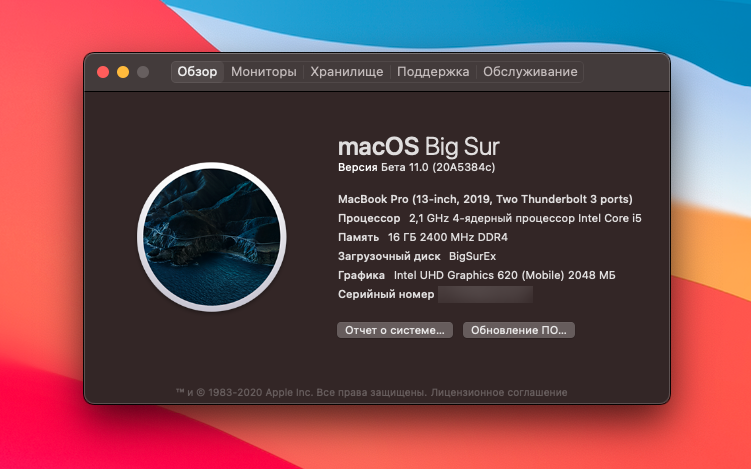 Обзор Мониторы Хранилище Поддержка Обслуживание
macOS Big Sur
Версия Бета 11.0 (20A5384c)
MacBook Pro (13-inch, 2019, Two Thunderbolt 3 ports)
Процессор 2,1 GHz 4-ядерный процессор Intel Core i5
Память 16 ГБ 2400 MHz DDR4
Загрузочный диск BigSurEx
Графика Intel UHD Graphics 620 (Mobile) 2048 МБ
Серийный номер
Отчет о системе... Обновление ПО...
™ и © 1983-2020 Apple Inc. Все права защищены. Лицензионное соглашение